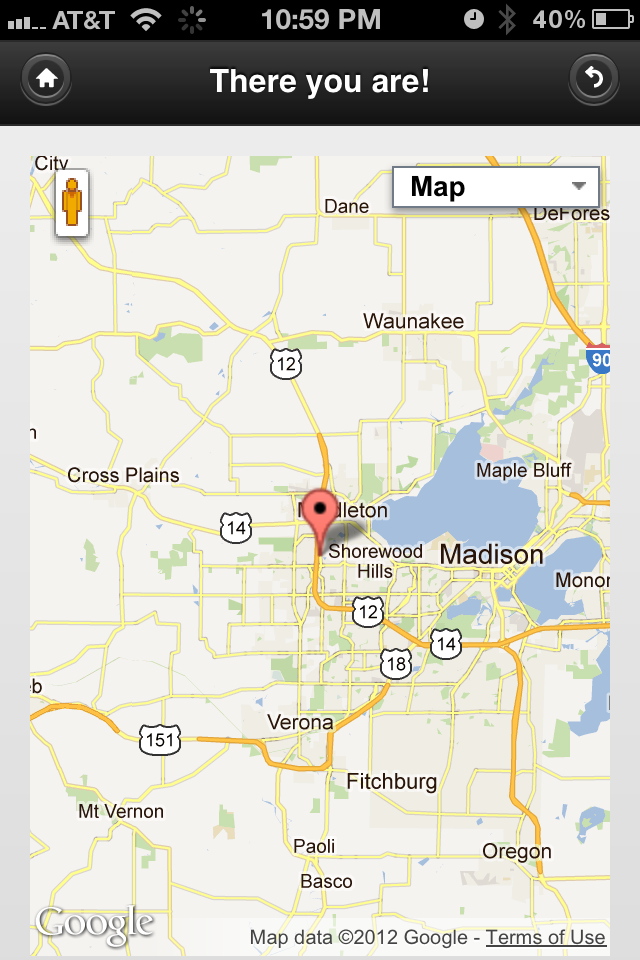 AT&T 10:59 PM 40%
There you are!
City
Map
Dane
DeFores
Waunakee
12
90
n
Cross Plains
Maple Bluff
14
dleton
Shorewood
Hills
Madison
Monor
12
14
18
b
Verona
151
Fitchburg
Mt Vernon
Paoli
Oregon
Basco
Google
Map data ©2012 Google - Terms of Use